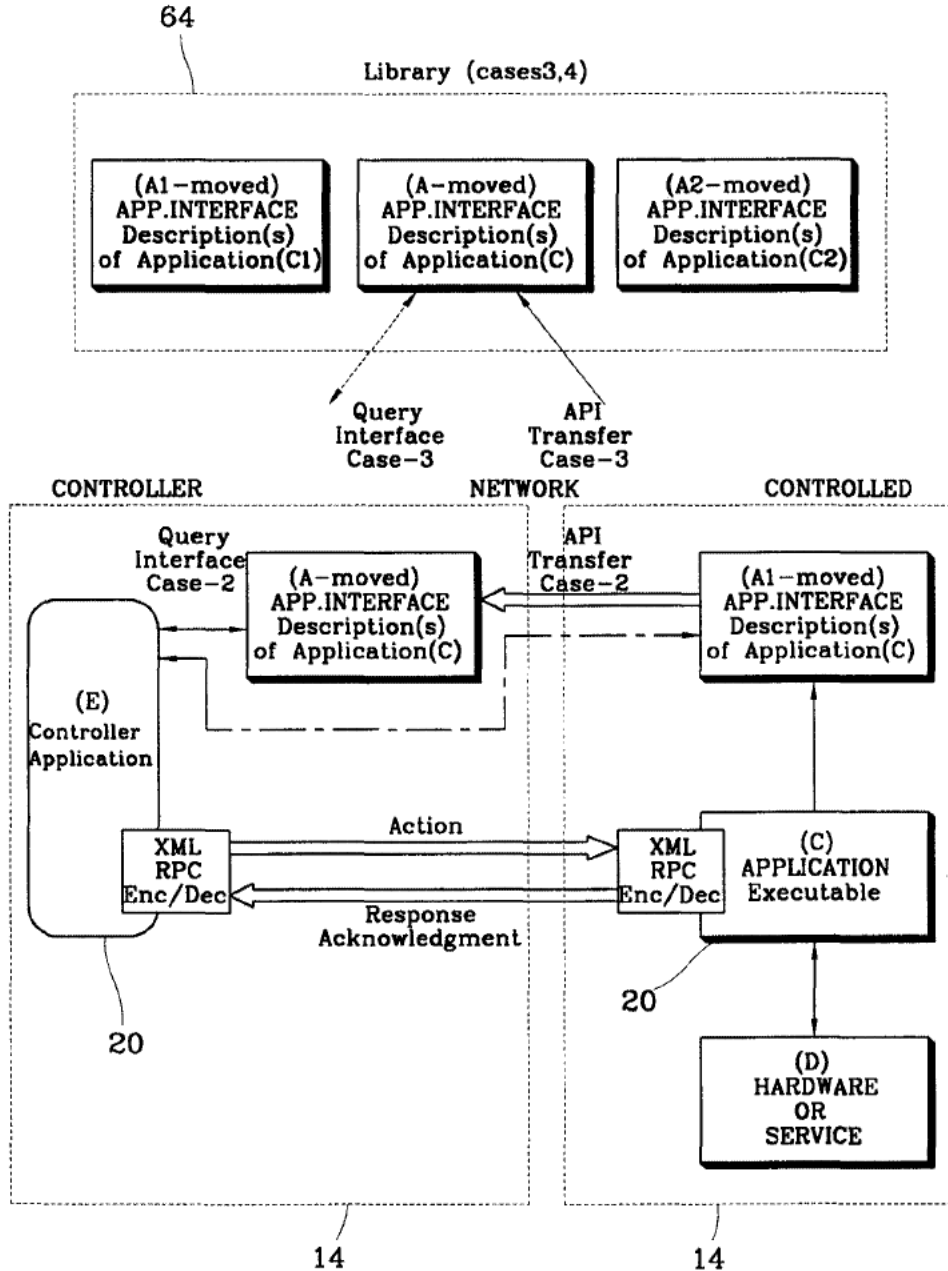 64
Library (cases3,4)
(A1-moved)
APP.INTERFACE
Description(s)
of Application(C1)
(A-moved)
APP.INTERFACE
Description(s)
of Application(C)
(A2-moved)
APP.INTERFACE
Description(s)
of Application(C2)
Query
Interface
Case-3
API
Transfer
Case-3
CONTROLLER
NETWORK
CONTROLLED
Query
Interface
Case-2
(A-moved)
APP.INTERFACE
Description(s)
of Application(C)
API
Transfer
Case-2
(A1-moved)
APP.INTERFACE
Description(s)
of Application(C)
(E)
Controller
Application
XML
RPC
Enc/Dec
Action
Response
Acknowledgment
XML
RPC
Enc/Dec
(C)
APPLICATION
Executable
20
20
(D)
HARDWARE
OR
SERVICE
14
14